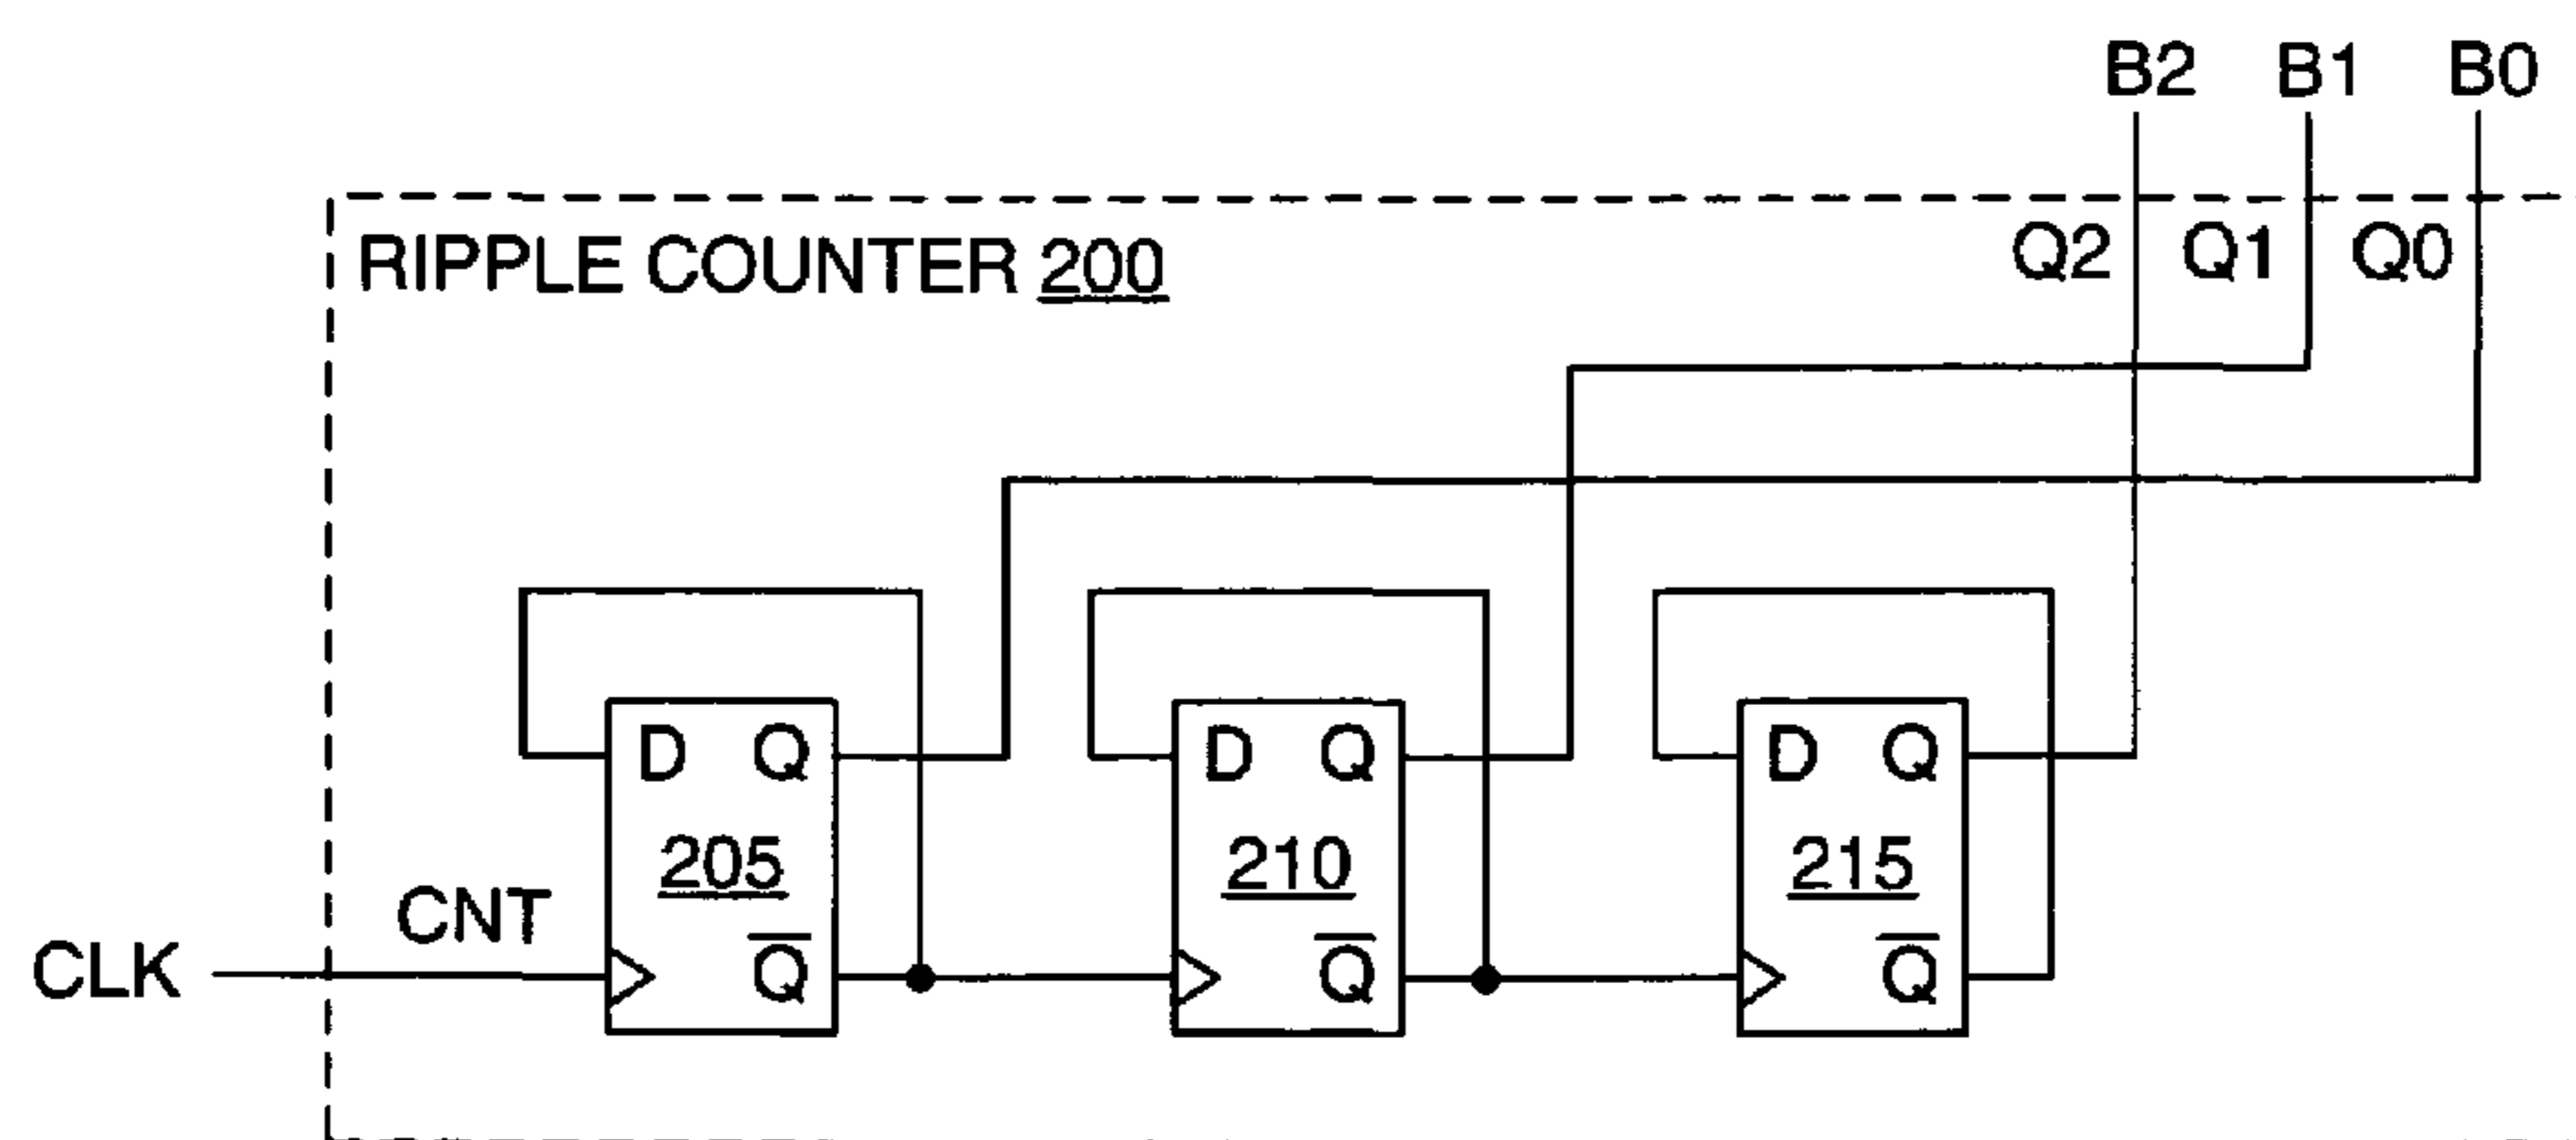 B2 B1 B0
RIPPLE COUNTER 200
Q2 Q1 Q0
D Q D Q D Q
205 210 215
CNT
CLK
Q̅ Q̅ Q̅